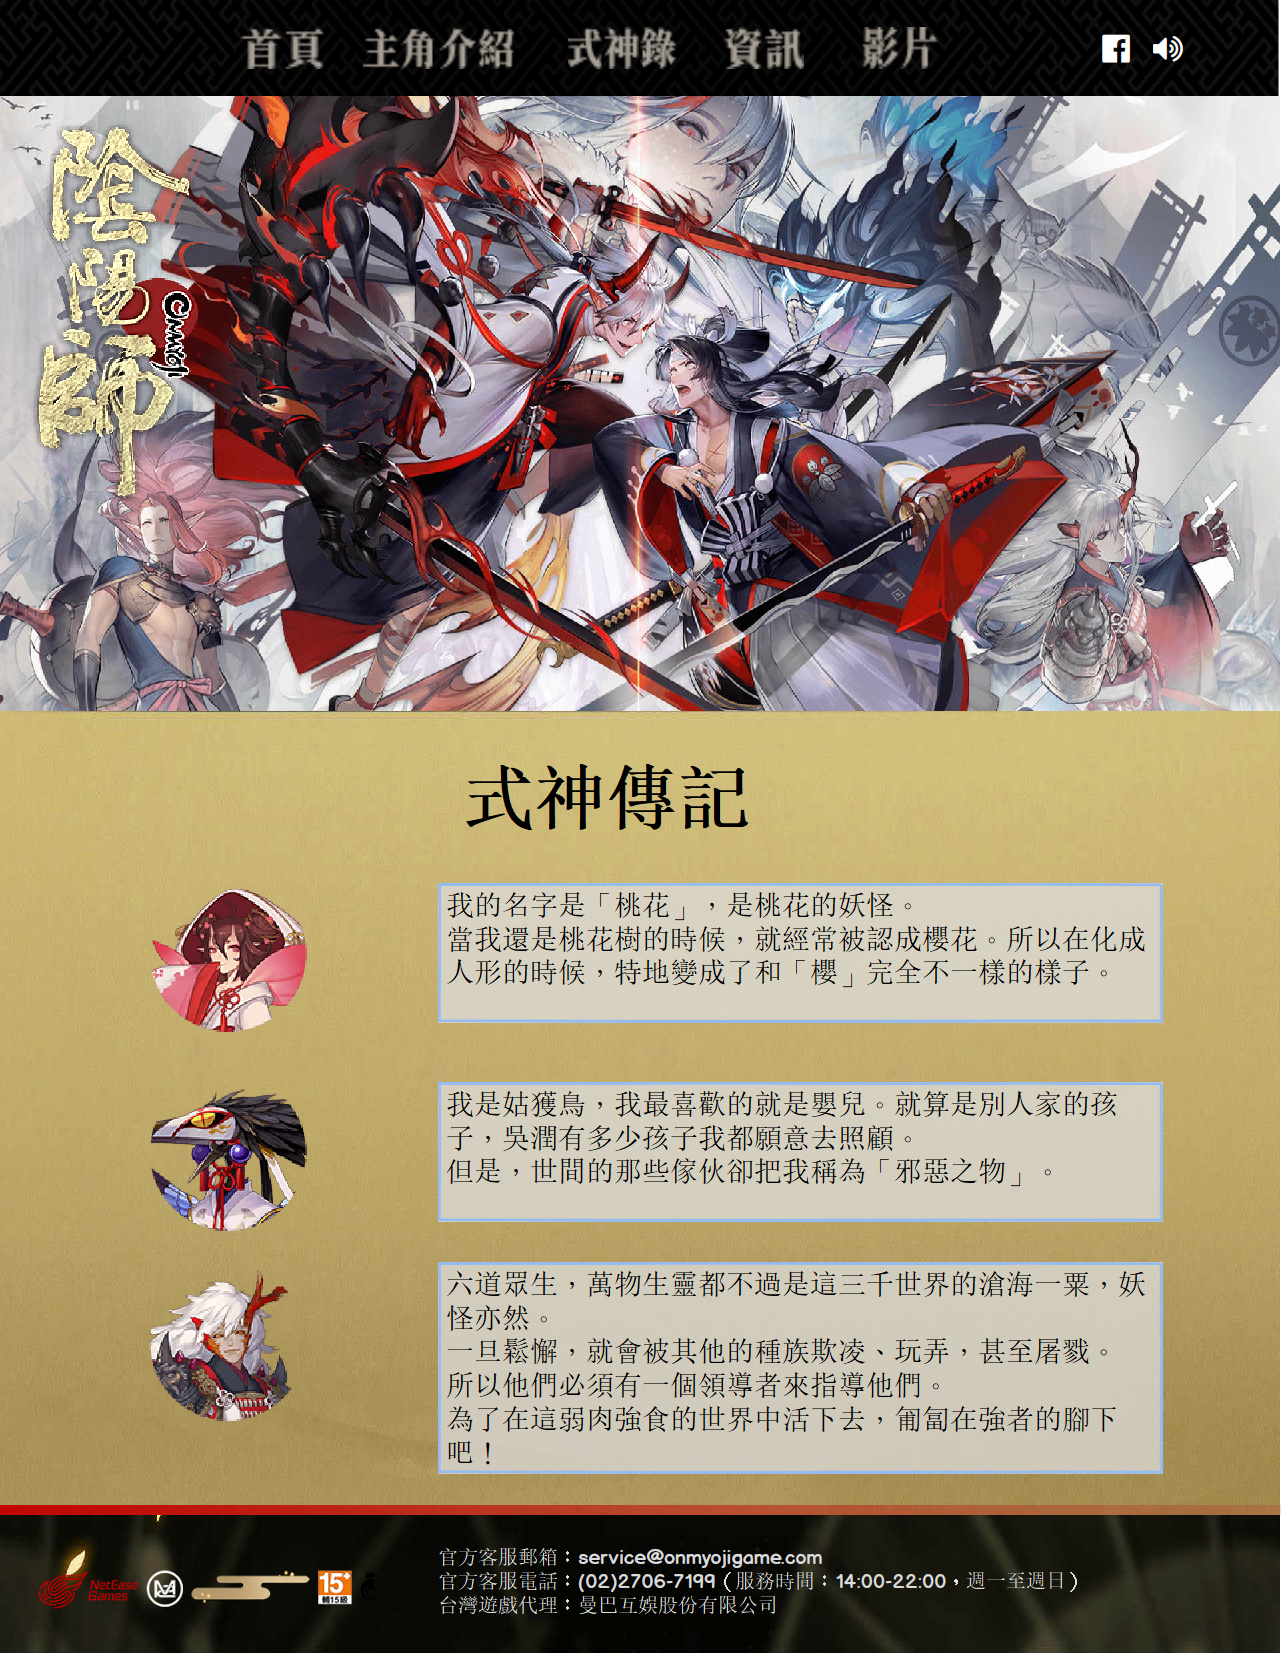 首頁 主角介紹 式神錄 資訊 影片
陰陽師
ONMYOJI
式神傳記
我的名字是「桃花」，是桃花的妖怪。
當我還是桃花樹的時候，就經常被認成櫻花。所以在化成
人形的時候，特地變成了和「櫻」完全不一樣的樣子。
我是姑獲鳥，我最喜歡的就是嬰兒。就算是別人家的孩
子，吳潤有多少孩子我都願意去照顧。
但是，世間的那些傢伙卻把我稱為「邪惡之物」。
六道眾生，萬物生靈都不過是這三千世界的滄海一粟，妖
怪亦然。
一旦鬆懈，就會被其他的種族欺凌、玩弄，甚至屠戮。
所以他們必須有一個領導者來指導他們。
為了在這弱肉強食的世界中活下去，匍匐在強者的腳下
吧！
NetEase
Games
15+
輔15級
官方客服郵箱：service@onmyojigame.com
官方客服電話：(02)2706-7199（服務時間：14:00-22:00，週一至週日）
台灣遊戲代理：曼巴互娛股份有限公司